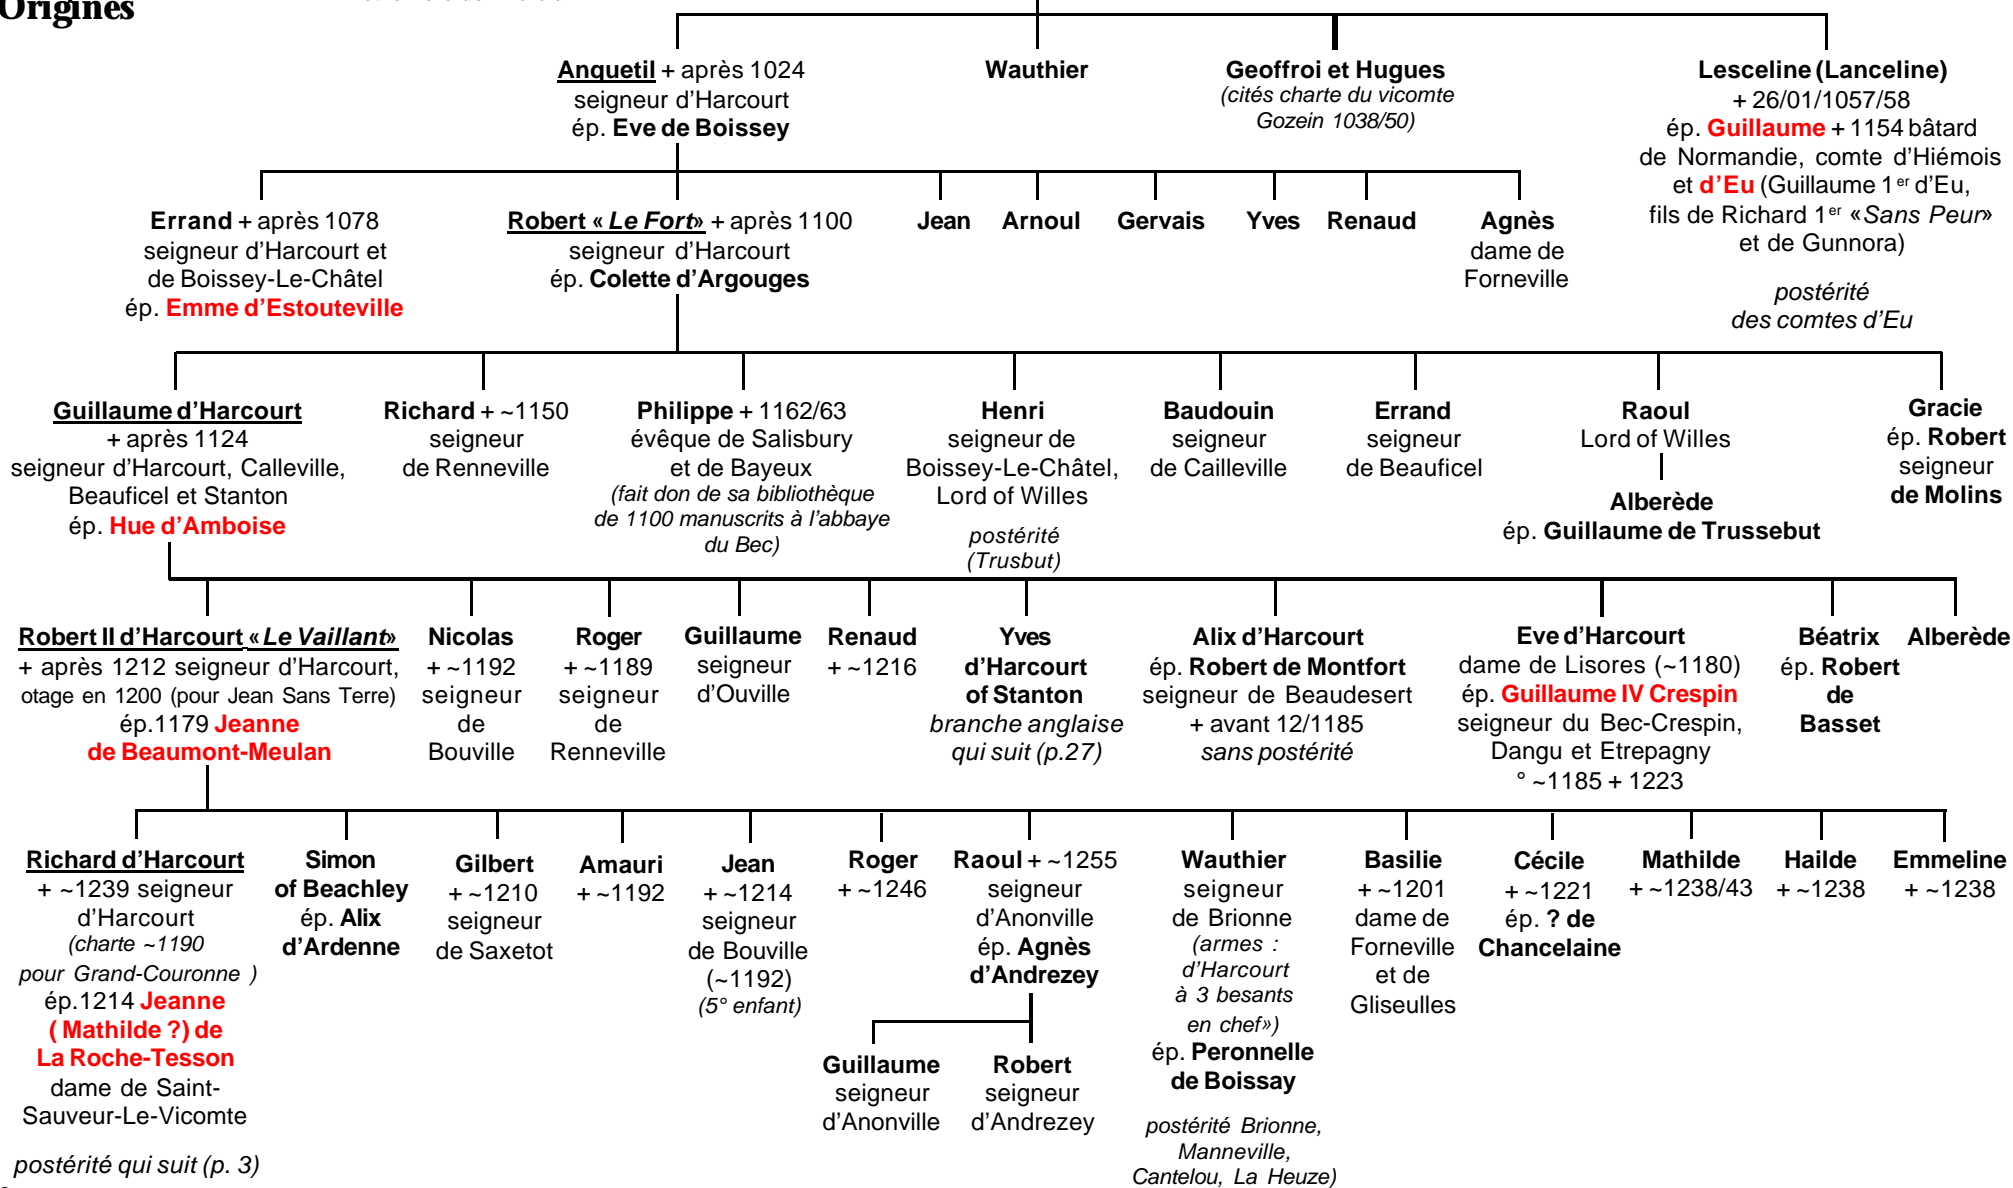 Origines
Anquetil + après 1024
seigneur d'Harcourt
ép. Eve de Boissey
Wauthier
Geoffroi et Hugues
(cités charte du vicomte
Gozein 1038/50)
Lesceline (Lanceline)
+ 26/01/1057/58
ép. Guillaume + 1154 bâtard
de Normandie, comte d'Hiémois
et d'Eu (Guillaume 1er d'Eu,
fils de Richard 1er «Sans Peur»
et de Gunnora)
postérité
des comtes d'Eu
Errand + après 1078
seigneur d'Harcourt et
de Boissey-Le-Châtel
ép. Emme d'Estouteville
Robert « Le Fort» + après 1100
seigneur d'Harcourt
ép. Colette d'Argouges
Jean
Arnoul
Gervais
Yves
Renaud
Agnès
dame de
Forneville
Guillaume d'Harcourt
+ après 1124
seigneur d'Harcourt, Calleville,
Beauficel et Stanton
ép. Hue d'Amboise
Richard + ~1150
seigneur
de Renneville
Philippe + 1162/63
évêque de Salisbury
et de Bayeux
(fait don de sa bibliothèque
de 1100 manuscrits à l'abbaye
du Bec)
Henri
seigneur de
Boissey-Le-Châtel,
Lord of Willes
postérité
(Trusbut)
Baudouin
seigneur
de Cailleville
Errand
seigneur
de Beauficel
Raoul
Lord of Willes
Alberède
ép. Guillaume de Trussebut
Gracie
ép. Robert
seigneur
de Molins
Robert II d'Harcourt «Le Vaillant»
+ après 1212 seigneur d'Harcourt,
otage en 1200 (pour Jean Sans Terre)
ép.1179 Jeanne
de Beaumont-Meulan
Nicolas
+ ~1192
seigneur
de
Bouville
Roger
+ ~1189
seigneur
de
Renneville
Guillaume
seigneur
d'Ouville
Renaud
+ ~1216
Yves
d'Harcourt
of Stanton
branche anglaise
qui suit (p.27)
Alix d'Harcourt
ép. Robert de Montfort
seigneur de Beaudesert
+ avant 12/1185
sans postérité
Eve d'Harcourt
dame de Lisores (~1180)
ép. Guillaume IV Crespin
seigneur du Bec-Crespin,
Dangu et Etrepagny
° ~1185 + 1223
Béatrix
ép. Robert
de
Basset
Alberède
Richard d'Harcourt
+ ~1239 seigneur
d'Harcourt
(charte ~1190
pour Grand-Couronne )
ép.1214 Jeanne
( Mathilde ?) de
La Roche-Tesson
dame de Saint-
Sauveur-Le-Vicomte
postérité qui suit (p. 3)
Simon
of Beachley
ép. Alix
d'Ardenne
Gilbert
+ ~1210
seigneur
de Saxetot
Amauri
+ ~1192
Jean
+ ~1214
seigneur
de Bouville
(~1192)
(5° enfant)
Roger
+ ~1246
Raoul + ~1255
seigneur
d'Anonville
ép. Agnès
d'Andrezey
Guillaume
seigneur
d'Anonville
Robert
seigneur
d'Andrezey
Wauthier
seigneur
de Brionne
(armes :
d'Harcourt
à 3 besants
en chef»)
ép. Peronnelle
de Boissay
postérité Brionne,
Manneville,
Cantelou, La Heuze)
Basilie
+ ~1201
dame de
Forneville
et de
Gliseulles
Cécile
+ ~1221
ép. ? de
Chancelaine
Mathilde
+ ~1238/43
Hailde
+ ~1238
Emmeline
+ ~1238